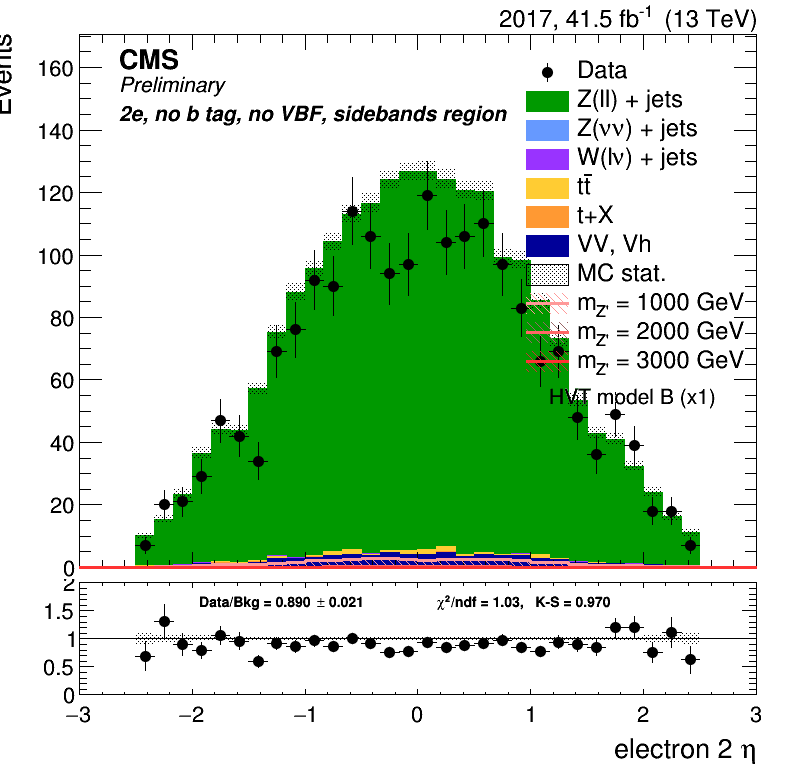 2017, 41.5 fb⁻¹ (13 TeV)
Events
CMS
Preliminary
2e, no b tag, no VBF, sidebands region
Data
Z(ll) + jets
Z(νν) + jets
W(lν) + jets
tt̄
t+X
VV, Vh
MC stat.
m_Z' = 1000 GeV
m_Z' = 2000 GeV
m_Z' = 3000 GeV
HVT model B (x1)
160
140
120
100
80
60
40
20
0
Data/Bkg = 0.890 ± 0.021
χ²/ndf = 1.03, K-S = 0.970
2
1.5
1
0.5
0
−3 −2 −1 0 1 2 3
electron 2 η